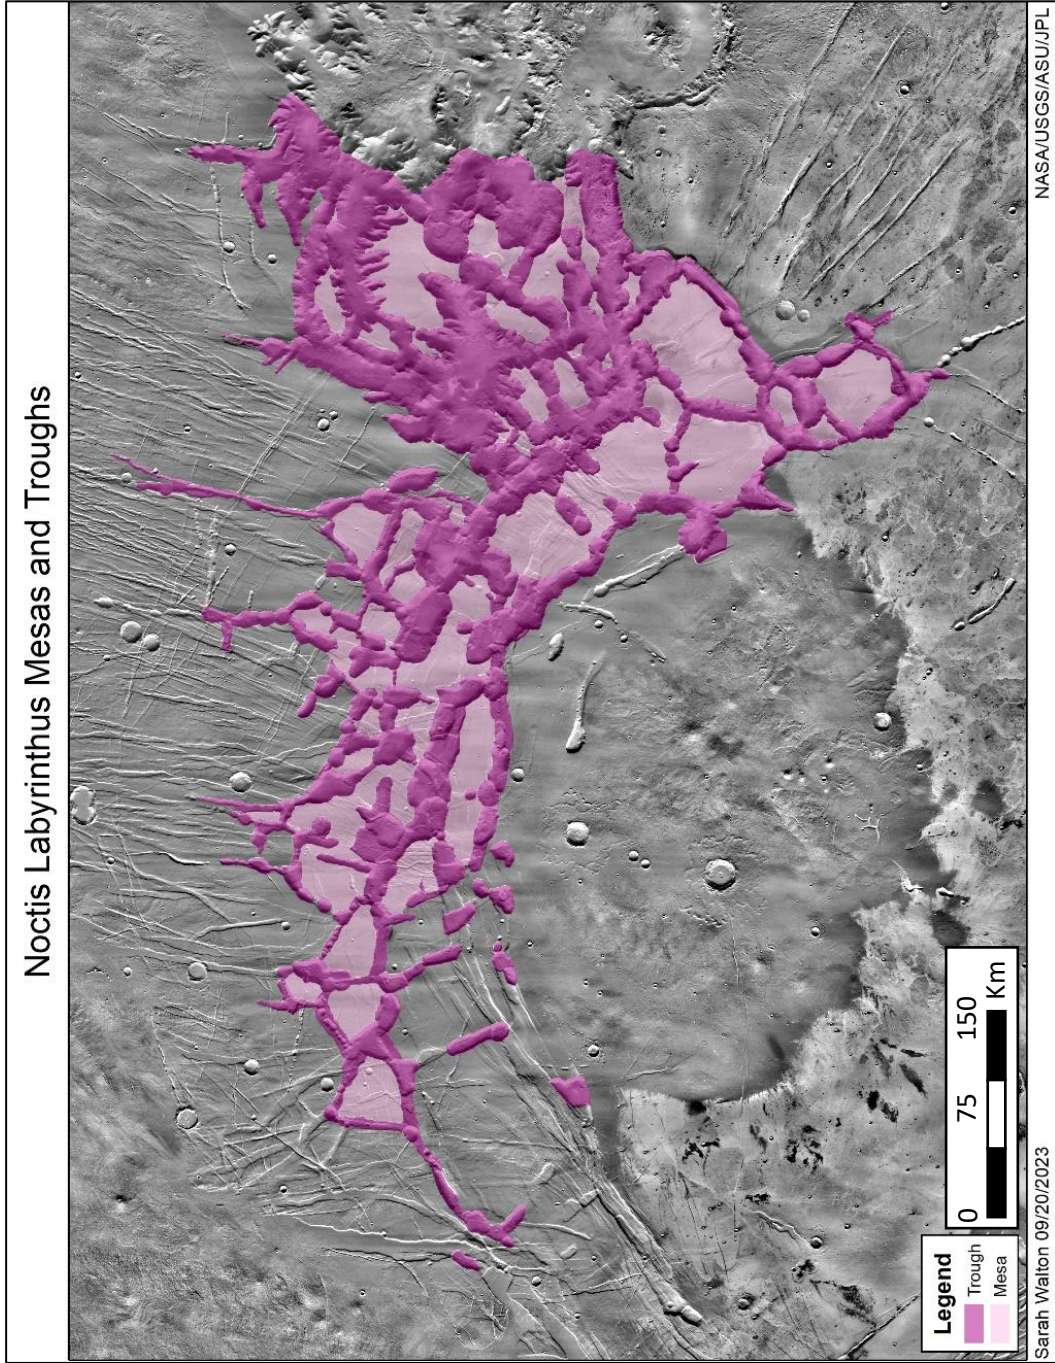 Noctis Labyrinthus Mesas and Troughs
Legend
Trough
Mesa
0 75 150
Km
Sarah Walton 09/20/2023
NASA/USGS/ASU/JPL